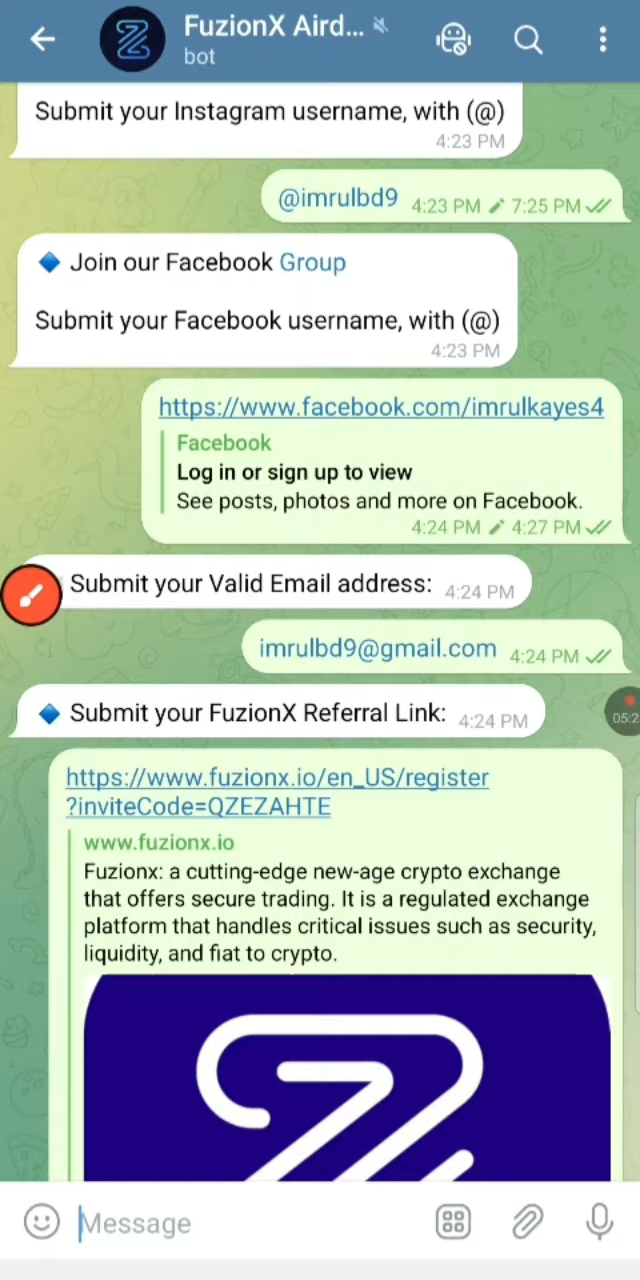 FuzionX Aird...
bot
Submit your Instagram username, with (@)
4:23 PM
@imrulbd9 4:23 PM 7:25 PM
Join our Facebook Group
Submit your Facebook username, with (@)
4:23 PM
https://www.facebook.com/imrulkayes4
Facebook
Log in or sign up to view
See posts, photos and more on Facebook.
4:24 PM 4:27 PM
Submit your Valid Email address: 4:24 PM
imrulbd9@gmail.com 4:24 PM
Submit your FuzionX Referral Link: 4:24 PM
05:2
https://www.fuzionx.io/en_US/register
?inviteCode=QZEZAHTE
www.fuzionx.io
Fuzionx: a cutting-edge new-age crypto exchange
that offers secure trading. It is a regulated exchange
platform that handles critical issues such as security,
liquidity, and fiat to crypto.
Message